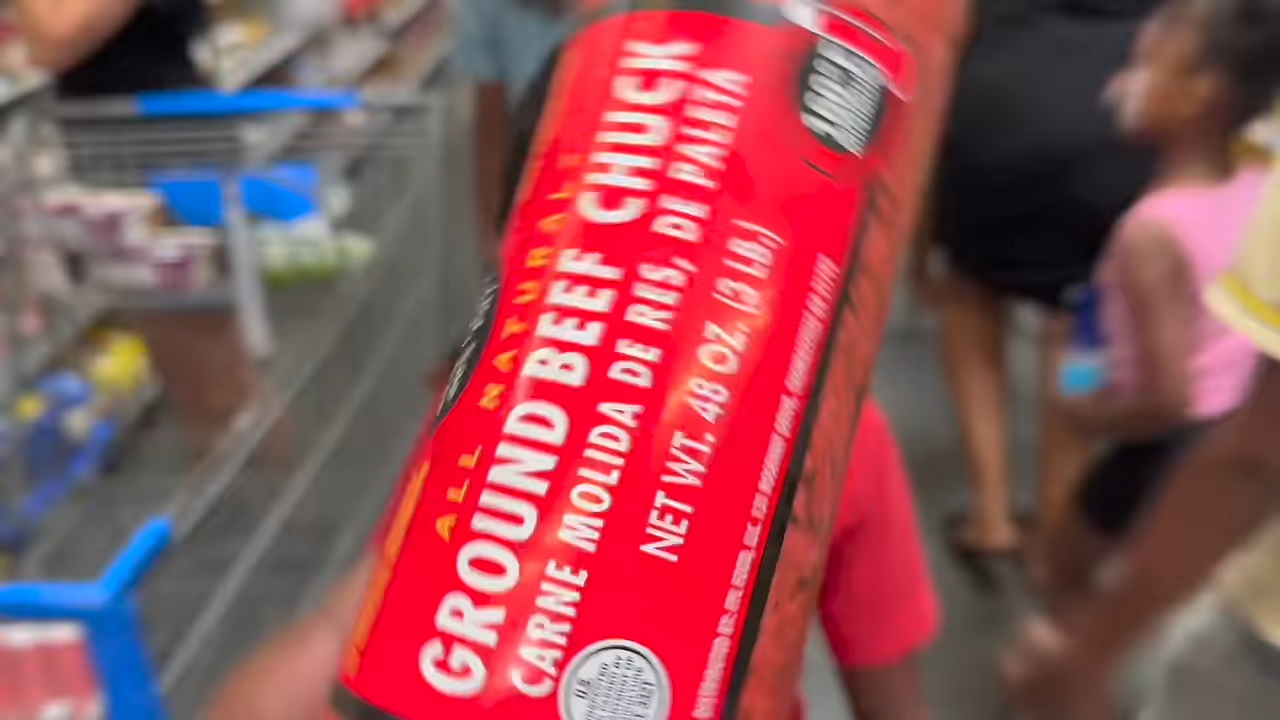 ALL NATURAL
GROUND BEEF CHUCK
CARNE MOLIDA DE RES, DE PALETA
NET WT. 48 OZ. (3 LB.)